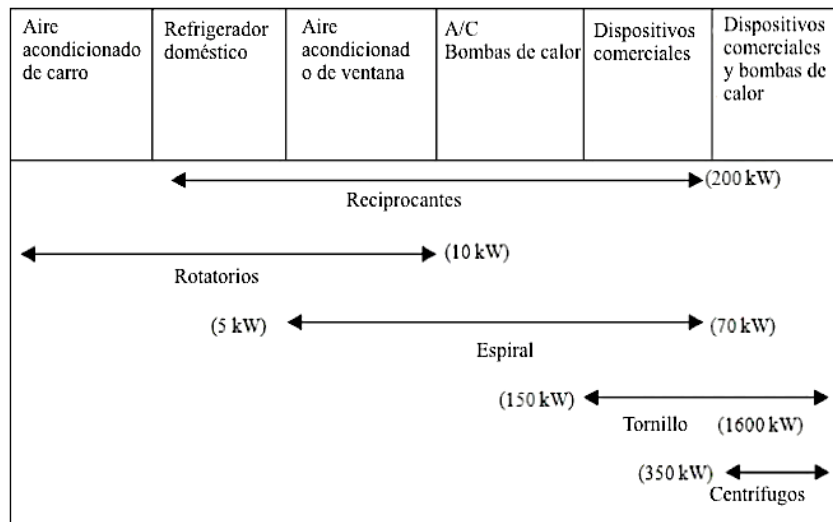 Aire
acondicionado
de carro
Refrigerador
doméstico
Aire
acondicionad
o de ventana
A/C
Bombas de calor
Dispositivos
comerciales
Dispositivos
comerciales
y bombas de
calor
(200 kW)
Reciprocantes
(10 kW)
Rotatorios
(5 kW)
(70 kW)
Espiral
(150 kW)
Tornillo (1600 kW)
(350 kW)
Centrífugos